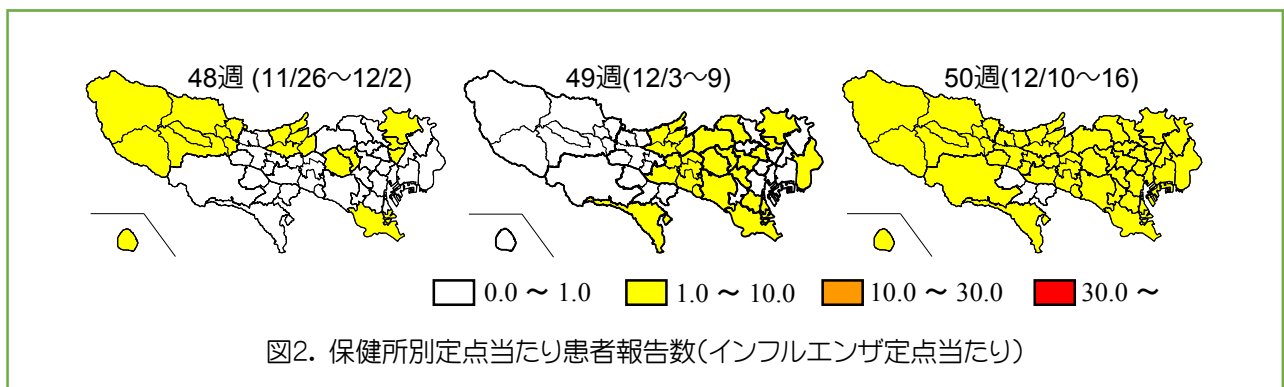 48週 (11/26～12/2)
49週(12/3～9)
50週(12/10～16)
0.0 ～ 1.0
1.0 ～ 10.0
10.0 ～ 30.0
30.0 ～
図2. 保健所別定点当たり患者報告数(インフルエンザ定点当たり)